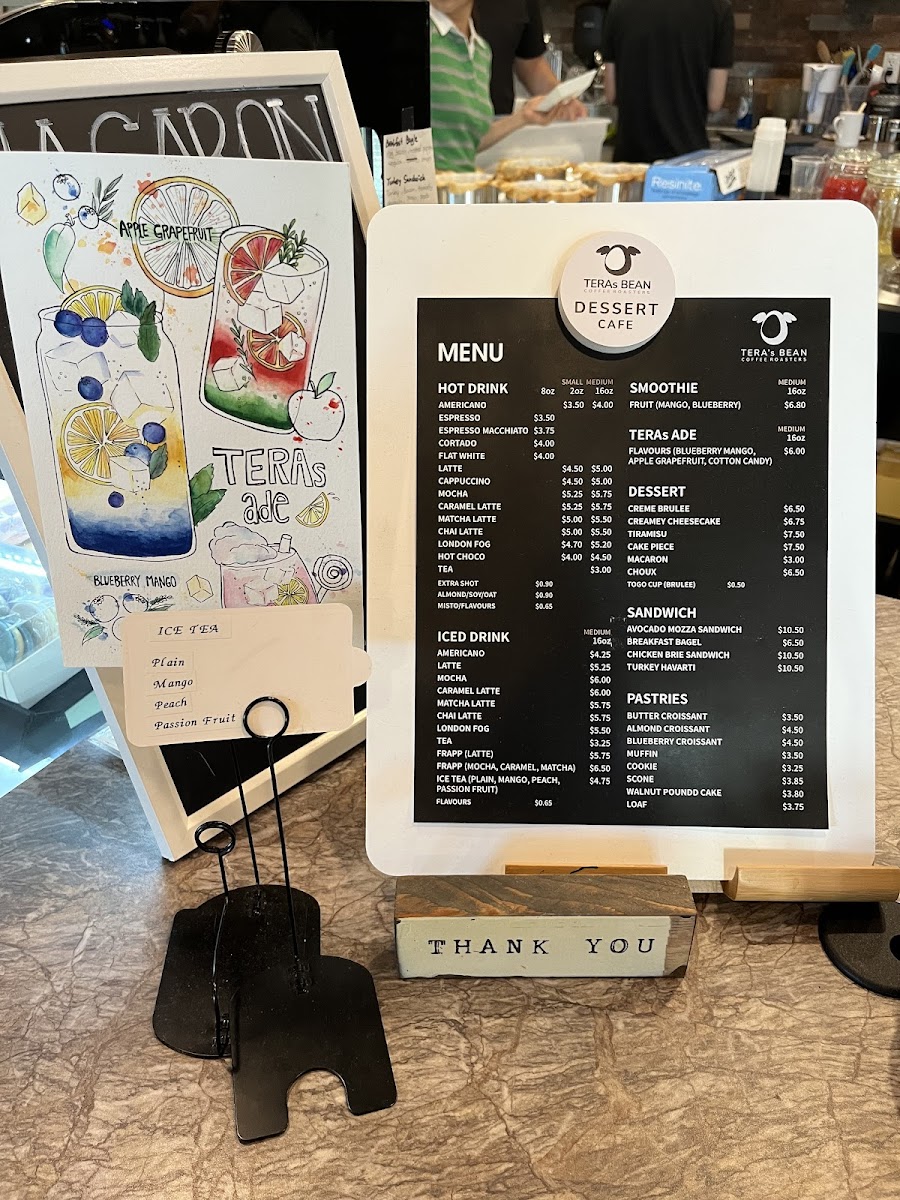 MACARON
APPLE GRAPEFRUIT
TERAs
ade
BLUEBERRY MANGO
ICE TEA
Plain
Mango
Peach
Passion Fruit
Breakfast Bagle
Turkey Sandwich
Resinite
TERAs BEAN
COFFEE ROASTERS
DESSERT
CAFE
TERA's BEAN
COFFEE ROASTERS
MENU
HOT DRINK 8oz SMALL 2oz MEDIUM 16oz
AMERICANO $3.50 $4.00
ESPRESSO $3.50
ESPRESSO MACCHIATO $3.75
CORTADO $4.00
FLAT WHITE $4.00
LATTE $4.50 $5.00
CAPPUCCINO $4.50 $5.00
MOCHA $5.25 $5.75
CARAMEL LATTE $5.25 $5.75
MATCHA LATTE $5.00 $5.50
CHAI LATTE $5.00 $5.50
LONDON FOG $4.70 $5.20
HOT CHOCO $4.00 $4.50
TEA $3.00
EXTRA SHOT $0.90
ALMOND/SOY/OAT $0.90
MISTO/FLAVOURS $0.65
ICED DRINK MEDIUM 16oz
AMERICANO $4.25
LATTE $5.25
MOCHA $6.00
CARAMEL LATTE $6.00
MATCHA LATTE $5.75
CHAI LATTE $5.75
LONDON FOG $5.50
TEA $3.25
FRAPP (LATTE) $5.75
FRAPP (MOCHA, CARAMEL, MATCHA) $6.50
ICE TEA (PLAIN, MANGO, PEACH, $4.75
PASSION FRUIT)
FLAVOURS $0.65
SMOOTHIE MEDIUM 16oz
FRUIT (MANGO, BLUEBERRY) $6.80
TERAs ADE MEDIUM 16oz
FLAVOURS (BLUEBERRY MANGO, $6.00
APPLE GRAPEFRUIT, COTTON CANDY)
DESSERT
CREME BRULEE $6.50
CREAMEY CHEESECAKE $6.75
TIRAMISU $7.50
CAKE PIECE $7.50
MACARON $3.00
CHOUX $6.50
TOGO CUP (BRULEE) $0.50
SANDWICH
AVOCADO MOZZA SANDWICH $10.50
BREAKFAST BAGEL $6.50
CHICKEN BRIE SANDWICH $10.50
TURKEY HAVARTI $10.50
PASTRIES
BUTTER CROISSANT $3.50
ALMOND CROISSANT $4.50
BLUEBERRY CROISSANT $4.50
MUFFIN $3.50
COOKIE $3.25
SCONE $3.85
WALNUT POUNDD CAKE $3.80
LOAF $3.75
THANK YOU